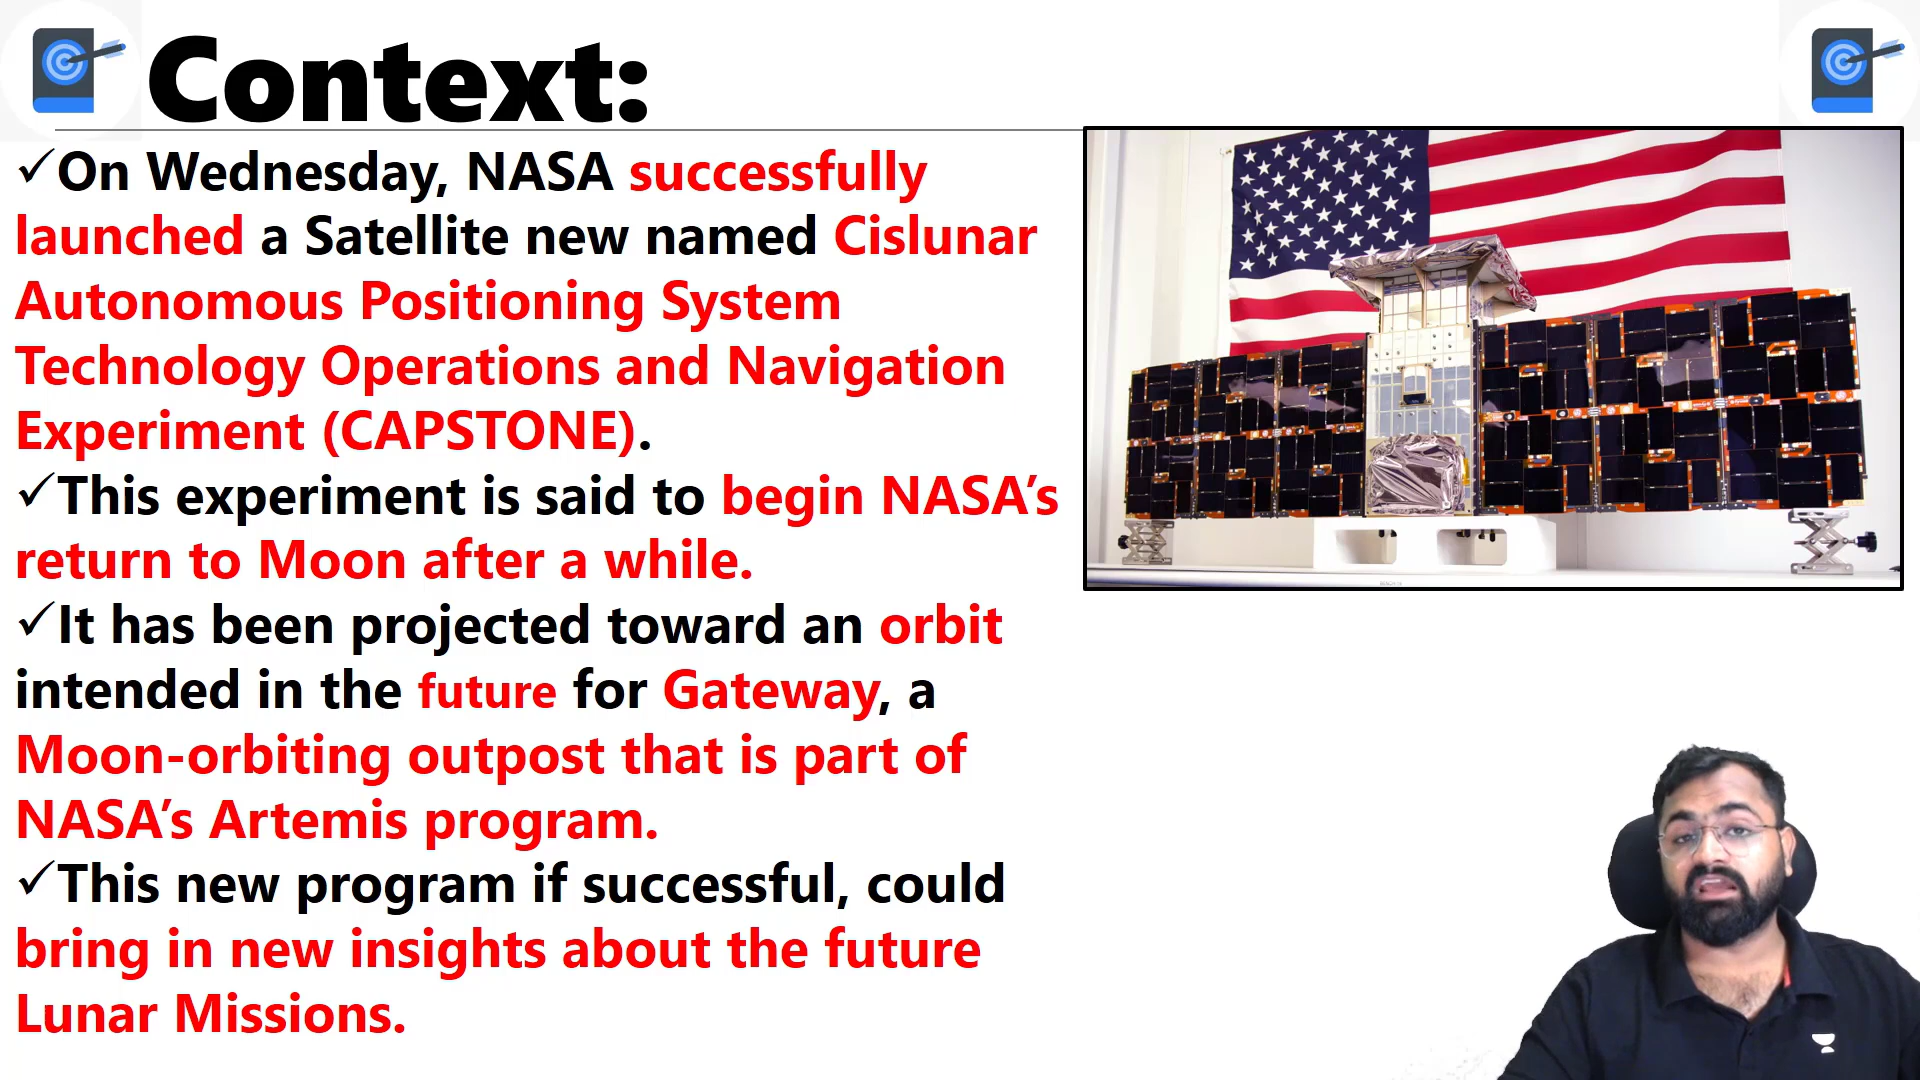 Context:
✓On Wednesday, NASA successfully
launched a Satellite new named Cislunar
Autonomous Positioning System
Technology Operations and Navigation
Experiment (CAPSTONE).
✓This experiment is said to begin NASA’s
return to Moon after a while.
✓It has been projected toward an orbit
intended in the future for Gateway, a
Moon-orbiting outpost that is part of
NASA’s Artemis program.
✓This new program if successful, could
bring in new insights about the future
Lunar Missions.